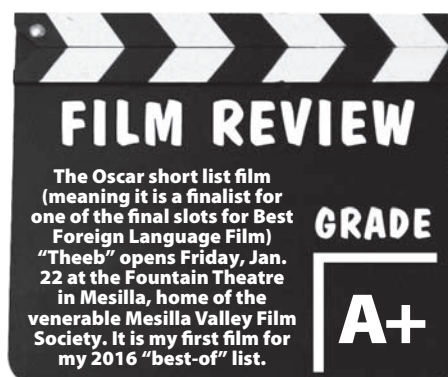 FILM REVIEW
The Oscar short list film
(meaning it is a finalist for
one of the final slots for Best
Foreign Language Film)
“Theeb” opens Friday, Jan.
22 at the Fountain Theatre
in Mesilla, home of the
venerable Mesilla Valley Film
Society. It is my first film for
my 2016 “best-of” list.
GRADE
A+